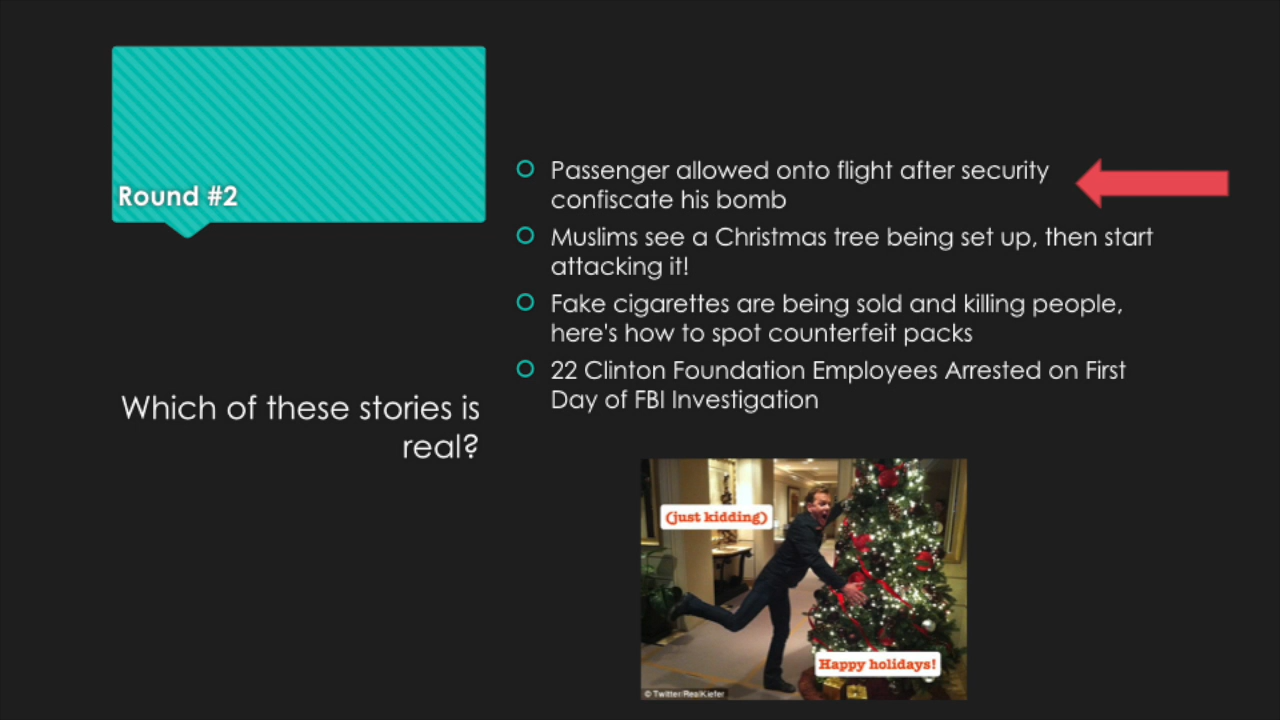 Round #2
Which of these stories is
real?
Passenger allowed onto flight after security
confiscate his bomb
Muslims see a Christmas tree being set up, then start
attacking it!
Fake cigarettes are being sold and killing people,
here's how to spot counterfeit packs
22 Clinton Foundation Employees Arrested on First
Day of FBI Investigation
(just kidding)
Happy holidays!
© Twitter/RealKiefer